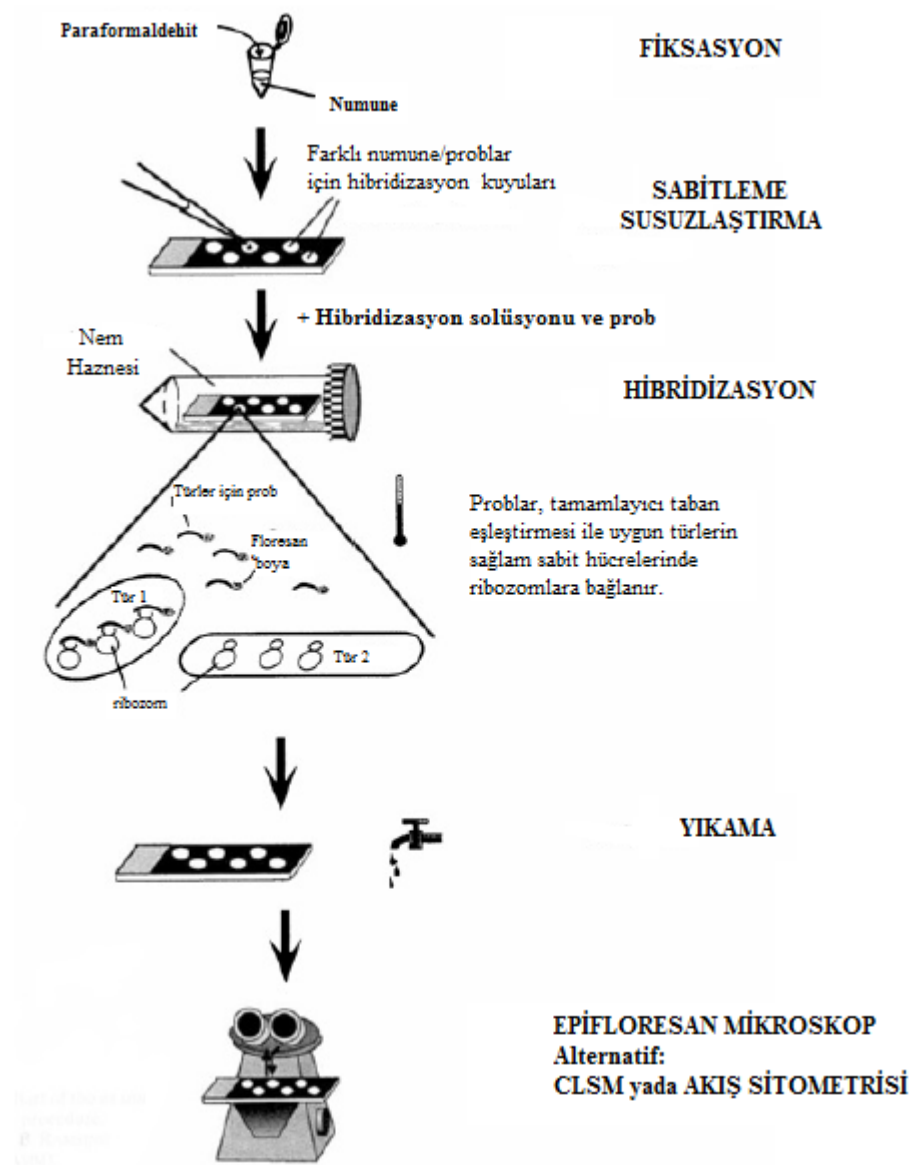 Paraformaldehit
FİKSASYON
Numune
Farklı numune/problar
için hibridizasyon kuyuları
SABİTLEME
SUSUZLAŞTIRMA
+ Hibridizasyon solüsyonu ve prob
Nem
Haznesi
HİBRİDİZASYON
Türler için prob
Floresan
boya
Problar, tamamlayıcı taban
eşleştirmesi ile uygun türlerin
sağlam sabit hücrelerinde
ribozomlara bağlanır.
Tür 1
Tür 2
ribozom
YIKAMA
EPİFLORESAN MİKROSKOP
Alternatif:
CLSM yada AKIŞ SİTOMETRİSİ